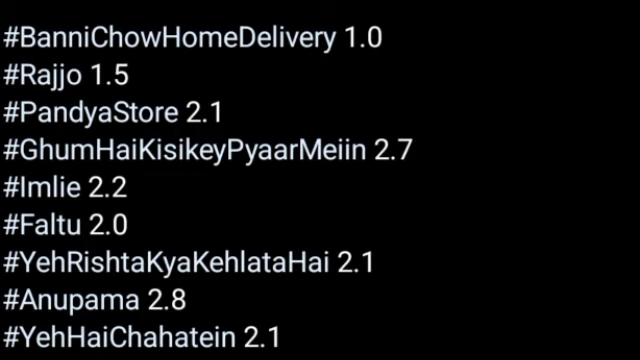 #BanniChowHomeDelivery 1.0
#Rajjo 1.5
#PandyaStore 2.1
#GhumHaiKisikeyPyaarMeiin 2.7
#Imlie 2.2
#Faltu 2.0
#YehRishtaKyaKehlataHai 2.1
#Anupama 2.8
#YehHaiChahatein 2.1